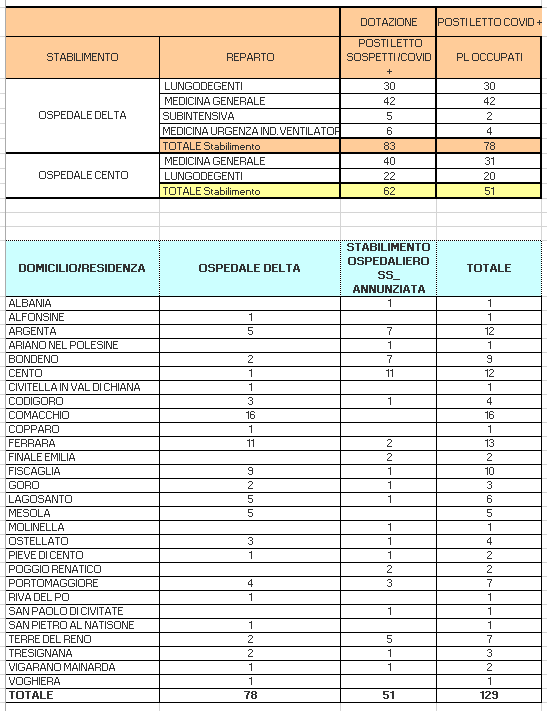 DOTAZIONE POSTI LETTO COVID +
STABILIMENTO REPARTO POSTI LETTO SOSPETTI/COVID + PL OCCUPATI
OSPEDALE DELTA LUNGODEGENTI 30 30
MEDICINA GENERALE 42 42
SUBINTENSIVA 5 2
MEDICINA URGENZA IND.VENTILATOR 6 4
TOTALE Stabilimento 83 78
OSPEDALE CENTO MEDICINA GENERALE 40 31
LUNGODEGENTI 22 20
TOTALE Stabilimento 62 51
DOMICILIO/RESIDENZA OSPEDALE DELTA STABILIMENTO OSPEDALIERO SS_ ANNUNZIATA TOTALE
ALBANIA 1 1
ALFONSINE 1 1
ARGENTA 5 7 12
ARIANO NEL POLESINE 1 1
BONDENO 2 7 9
CENTO 1 11 12
CIVITELLA IN VAL DI CHIANA 1 1
CODIGORO 3 1 4
COMACCHIO 16 16
COPPARO 1 1
FERRARA 11 2 13
FINALE EMILIA 2 2
FISCAGLIA 9 1 10
GORO 2 1 3
LAGOSANTO 5 1 6
MESOLA 5 5
MOLINELLA 1 1
OSTELLATO 3 1 4
PIEVE DI CENTO 1 1 2
POGGIO RENATICO 2 2
PORTOMAGGIORE 4 3 7
RIVA DEL PO 1 1
SAN PAOLO DI CIVITATE 1 1
SAN PIETRO AL NATISONE 1 1
TERRE DEL RENO 2 5 7
TRESIGNANA 2 1 3
VIGARANO MAINARDA 1 1 2
VOGHIERA 1 1
TOTALE 78 51 129